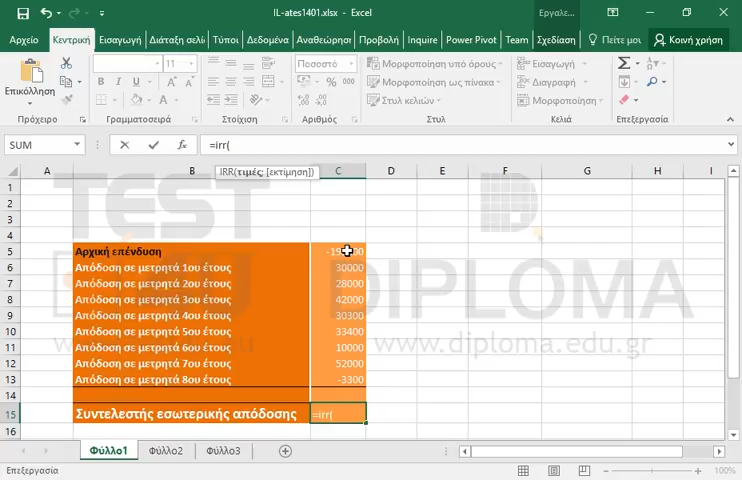 IL-ates1401.xlsx - Excel
Εργαλε...
Αρχείο Κεντρική Εισαγωγή Διάταξη σελί Τύποι Δεδομένα Αναθεώρηση Προβολή Inquire Power Pivot Team Σχεδίαση Πείτε μου Κοινή χρήση
Επικόλληση
11
Ποσοστό
Μορφοποίηση υπό όρους
Μορφοποίηση ως πίνακα
Στυλ κελιών
Εισαγωγή
Διαγραφή
Μορφοποίηση
Πρόχειρο Γραμματοσειρά Στοίχιση Αριθμός Στυλ Κελιά Επεξεργασία
SUM =irr(
IRR(τιμές; [εκτίμηση])
A B C D E F G H I
1
2
3
4
5 Αρχική επένδυση
6 Απόδοση σε μετρητά 1ου έτους 30000
7 Απόδοση σε μετρητά 2ου έτους 28000
8 Απόδοση σε μετρητά 3ου έτους 42000
9 Απόδοση σε μετρητά 4ου έτους 30300
10 Απόδοση σε μετρητά 5ου έτους 33400
11 Απόδοση σε μετρητά 6ου έτους 10000
12 Απόδοση σε μετρητά 7ου έτους 52000
13 Απόδοση σε μετρητά 8ου έτους -3300
14
15 Συντελεστής εσωτερικής απόδοσης =irr(
16
TEST
DIPLOMA
www.diploma.edu.gr
Φύλλο1 Φύλλο2 Φύλλο3
Επεξεργασία 100%